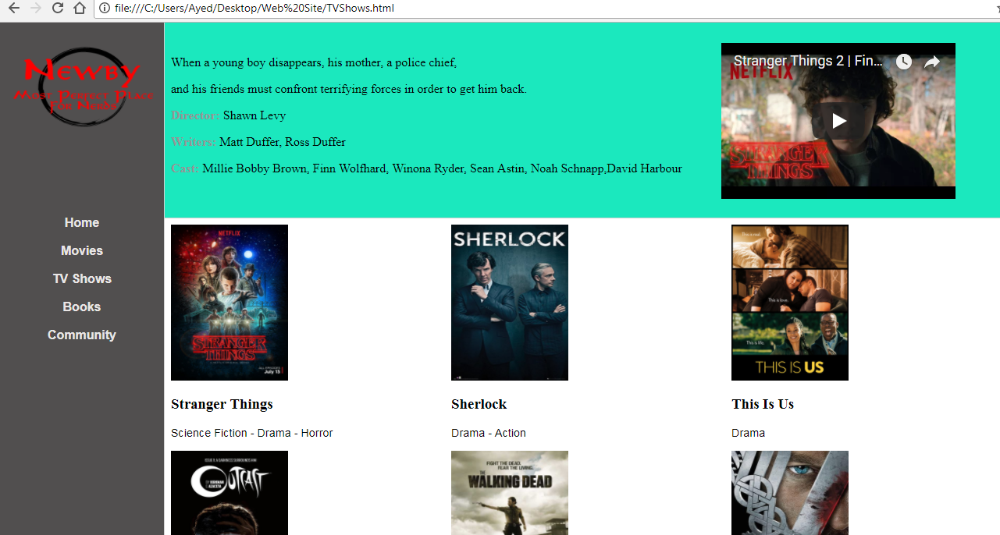 file:///C:/Users/Ayed/Desktop/Web%20Site/TVShows.html
Newby
Most Perfect Place
For Nerds
Home
Movies
TV Shows
Books
Community
When a young boy disappears, his mother, a police chief,
and his friends must confront terrifying forces in order to get him back.
Director: Shawn Levy
Writers: Matt Duffer, Ross Duffer
Cast: Millie Bobby Brown, Finn Wolfhard, Winona Ryder, Sean Astin, Noah Schnapp,David Harbour
Stranger Things 2 | Fin...
NETFLIX
STRANGER
THINGS
NETFLIX
STRANGER
THINGS
July 15
SHERLOCK
This is real.
This is love.
This is life.
THIS IS US
Stranger Things
Science Fiction - Drama - Horror
Sherlock
Drama - Action
This Is Us
Drama
OUTCAST
FIGHT THE DEAD.
FEAR THE LIVING.
THE
WALKING DEAD